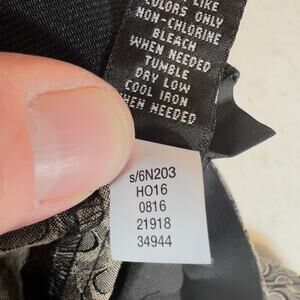 LIKE
COLORS ONLY
NON-CHLORINE
BLEACH
WHEN NEEDED
TUMBLE
DRY LOW
COOL IRON
WHEN NEEDED
s/6N203
HO16
0816
21918
34944